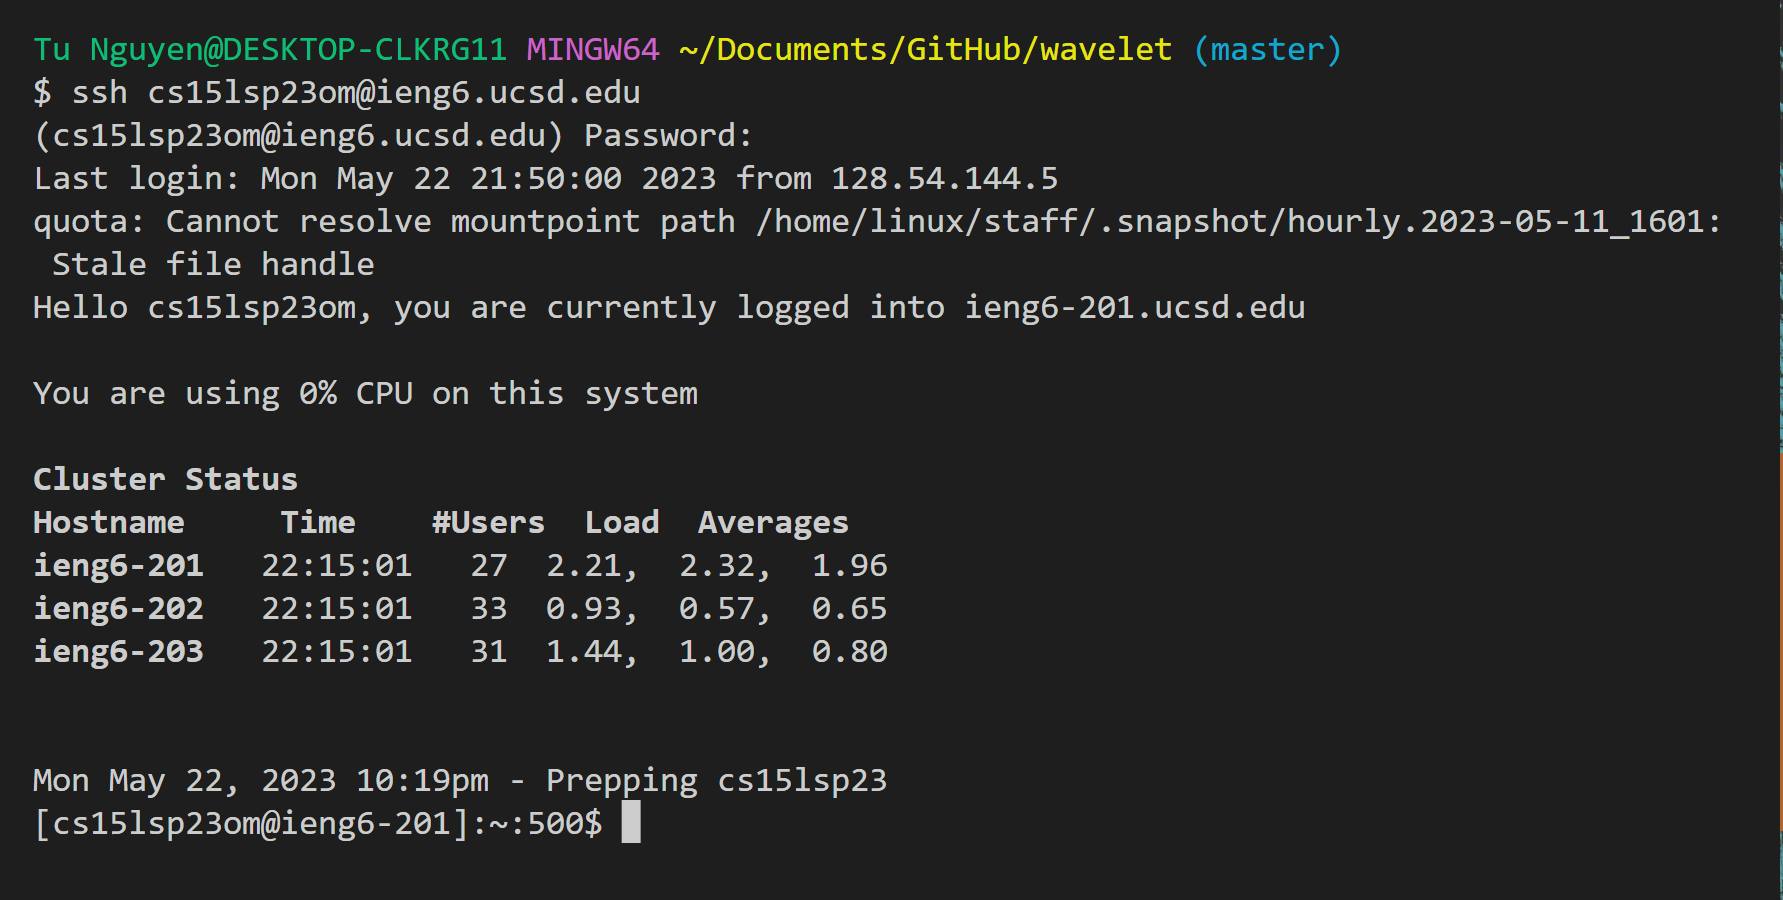 Tu Nguyen@DESKTOP-CLKRG11 MINGW64 ~/Documents/GitHub/wavelet (master)
$ ssh cs15lsp23om@ieng6.ucsd.edu
(cs15lsp23om@ieng6.ucsd.edu) Password:
Last login: Mon May 22 21:50:00 2023 from 128.54.144.5
quota: Cannot resolve mountpoint path /home/linux/staff/.snapshot/hourly.2023-05-11_1601:
 Stale file handle
Hello cs15lsp23om, you are currently logged into ieng6-201.ucsd.edu
You are using 0% CPU on this system
Cluster Status
Hostname     Time    #Users  Load  Averages
ieng6-201   22:15:01   27  2.21,  2.32,  1.96
ieng6-202   22:15:01   33  0.93,  0.57,  0.65
ieng6-203   22:15:01   31  1.44,  1.00,  0.80
Mon May 22, 2023 10:19pm - Prepping cs15lsp23
[cs15lsp23om@ieng6-201]:~:500$